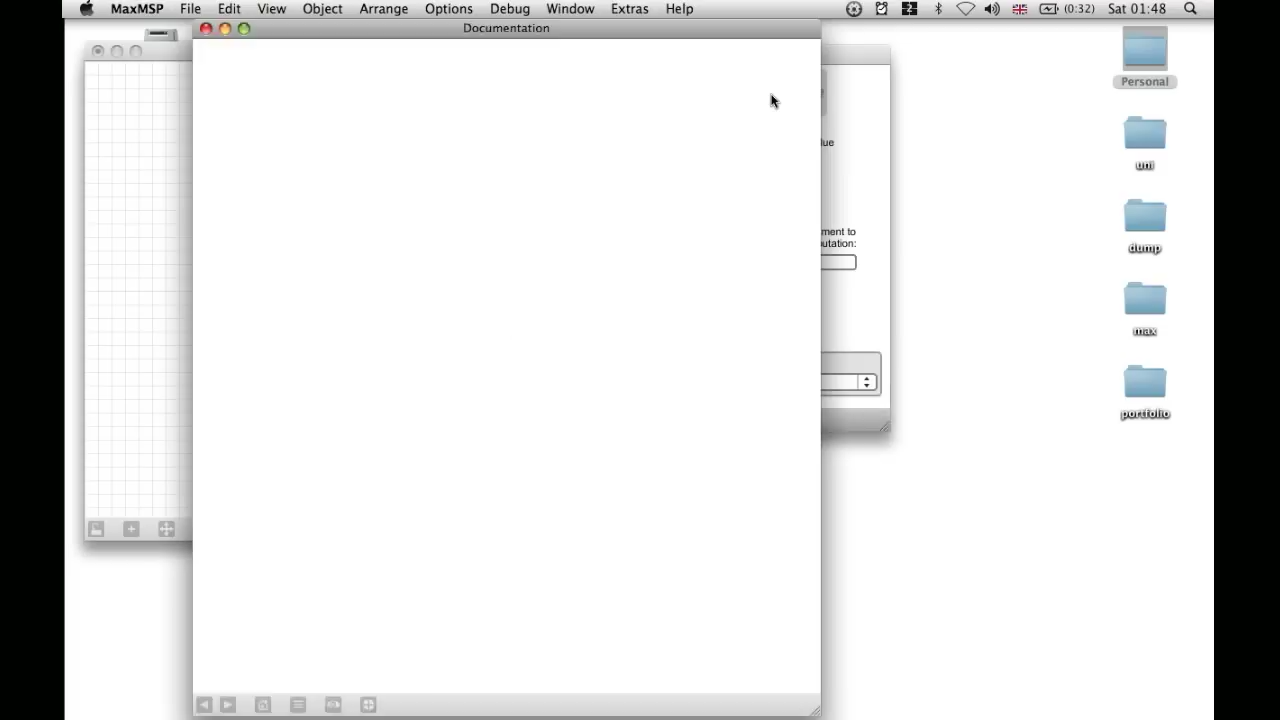 MaxMSP File Edit View Object Arrange Options Debug Window Extras Help (0:32) Sat 01:48
Documentation
Personal
lue
uni
ment to
utation:
dump
max
portfolio